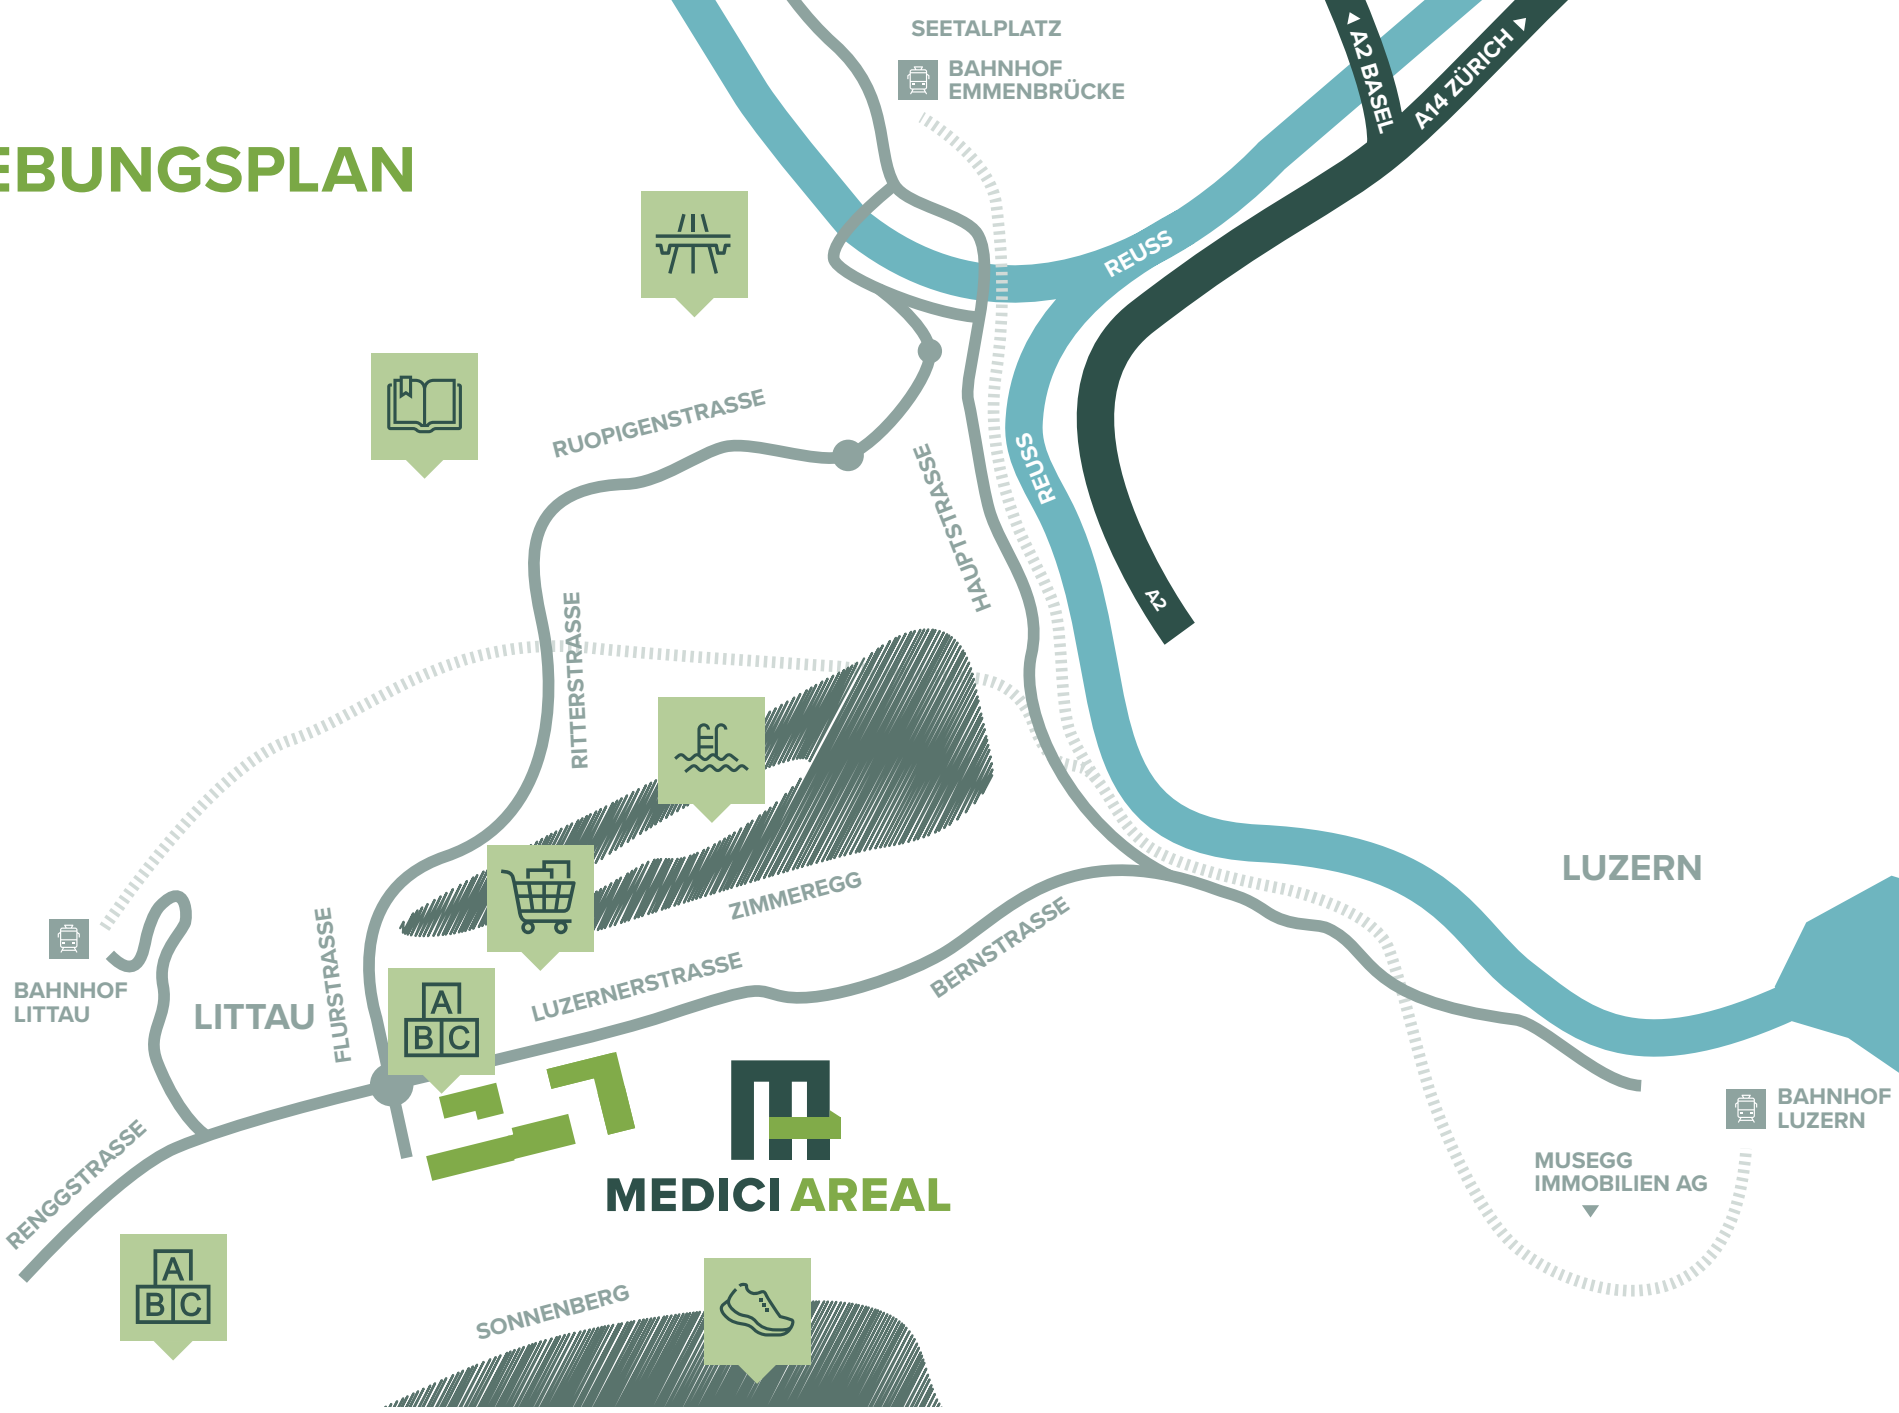 SEETALPLATZ
BAHNHOF
EMMENBRÜCKE
A2 BASEL
A14 ZÜRICH
EBUNGSPLAN
REUSS
RUOPIGENSTRASSE
HAUPTSTRASSE
REUSS
A2
RITTERSTRASSE
ZIMMEREGG
LUZERN
BERNSTRASSE
LUZERNERSTRASSE
FLURSTRASSE
BAHNHOF
LITTAU
LITTAU
A
B C
BAHNHOF
LUZERN
MUSEGG
IMMOBILIEN AG
RENGGSTRASSE
MEDICI AREAL
A
B C
SONNENBERG